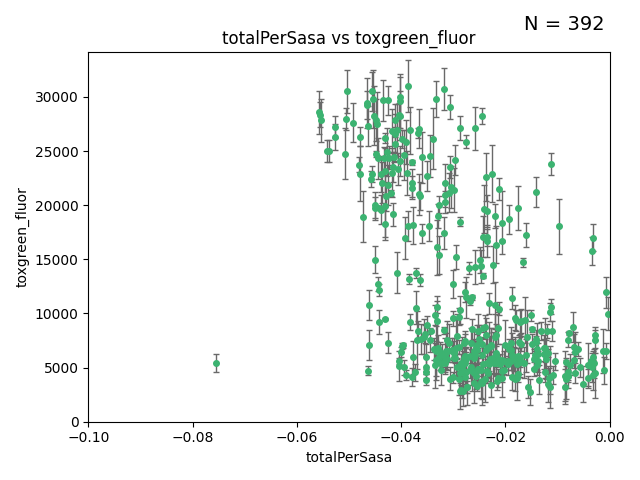 N = 392
totalPerSasa vs toxgreen_fluor
30000
25000
20000
15000
10000
5000
0
toxgreen_fluor
−0.10 −0.08 −0.06 −0.04 −0.02 0.00
totalPerSasa